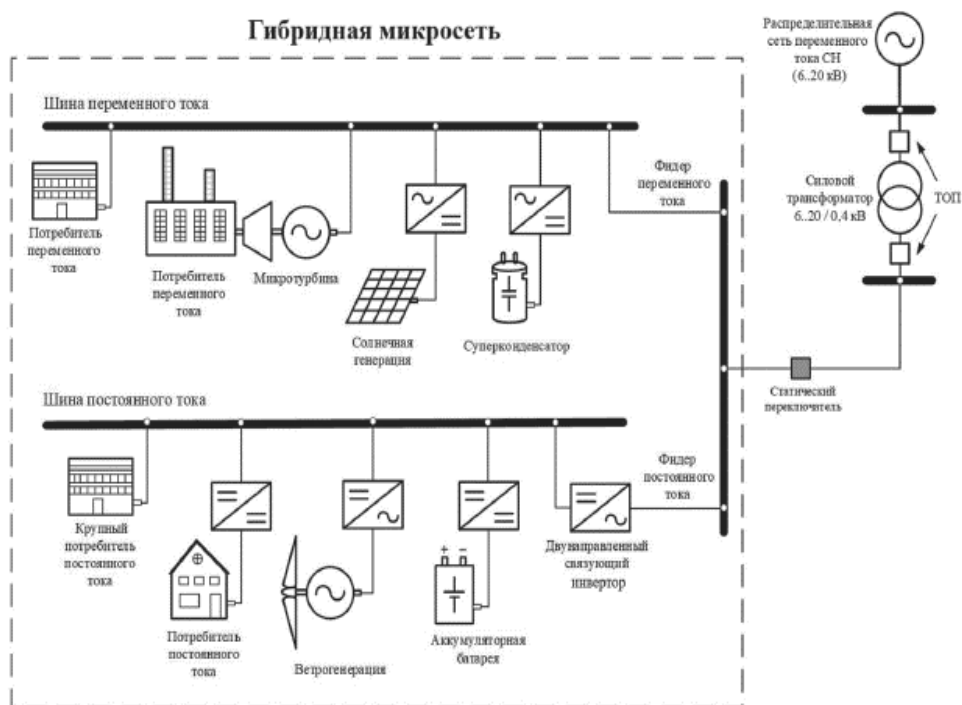 Гибридная микросеть
Распределительная
сеть переменного
тока СН
(6..20 кВ)
Шина переменного тока
Фидер
переменного
тока
Силовой
трансформатор
6..20 / 0,4 кВ
ТОП
Потребитель
переменного
тока
Потребитель
переменного
тока
Микротурбина
Солнечная
генерация
Суперконденсатор
Статический
переключитель
Шина постоянного тока
Фидер
постоянного
тока
Крупный
потребитель
постоянного
тока
Двунаправленный
связующий
инвертор
+ −
Потребитель
постоянного
тока
Ветрогенерация
Аккумуляторная
батарея